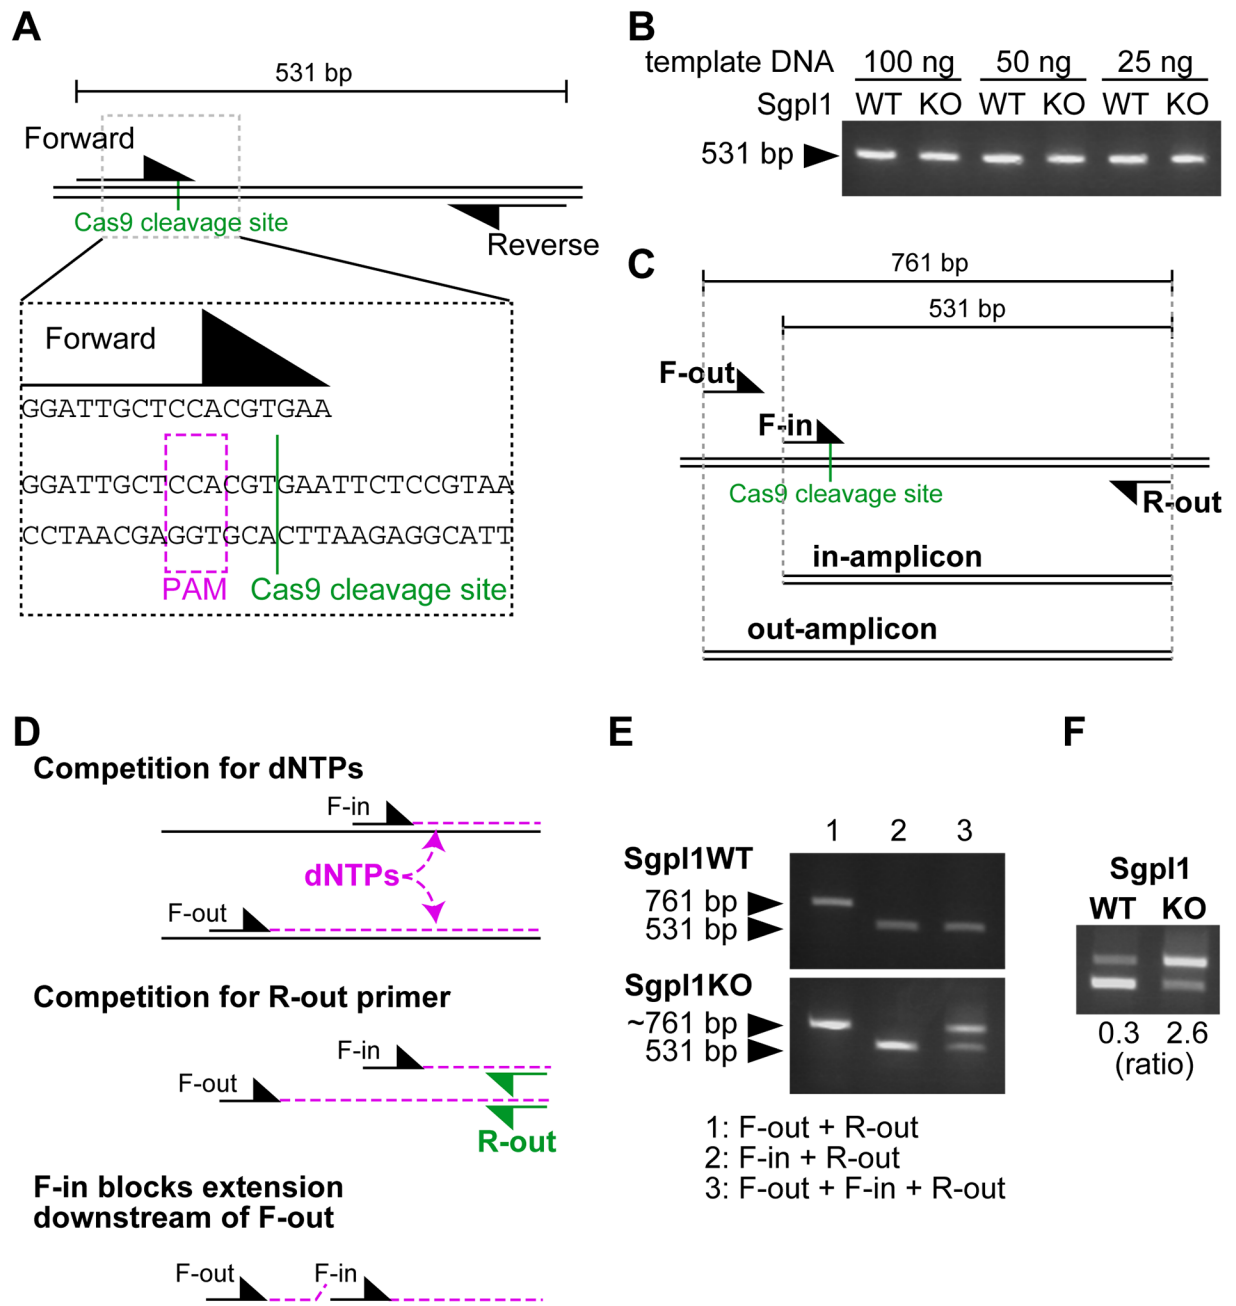 A
531 bp
Forward
Cas9 cleavage site
Reverse
Forward
GGATTGCTCCACGTGAA
GGATTGCTCCACGTGAATTCTCCGTAA
CCTAACGAGGTGCACTTAAGAGGCATT
PAM
Cas9 cleavage site
B
template DNA 100 ng 50 ng 25 ng
Sgpl1 WT KO WT KO WT KO
531 bp
C
761 bp
531 bp
F-out
F-in
Cas9 cleavage site
R-out
in-amplicon
out-amplicon
D
Competition for dNTPs
F-in
dNTPs
F-out
Competition for R-out primer
F-in
F-out
R-out
F-in blocks extension
downstream of F-out
F-out F-in
E
1 2 3
Sgpl1WT
761 bp
531 bp
Sgpl1KO
~761 bp
531 bp
1: F-out + R-out
2: F-in + R-out
3: F-out + F-in + R-out
F
Sgpl1
WT KO
0.3 2.6
(ratio)